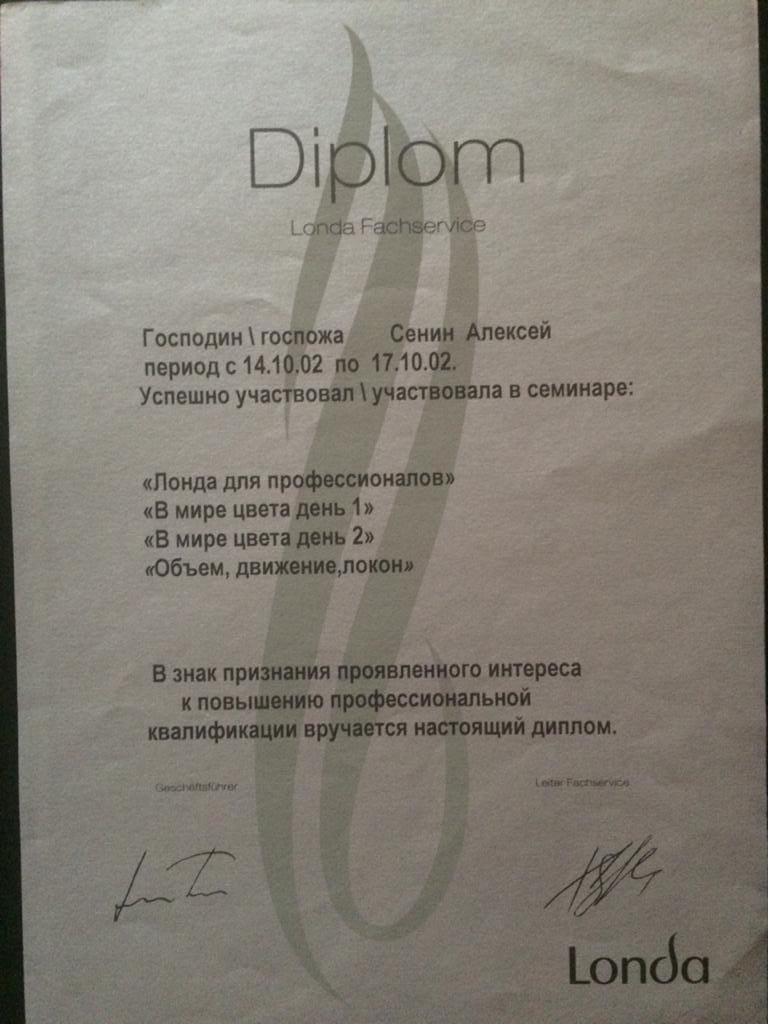 Diplom
Londa Fachservice
Господин \ госпожа Сенин Алексей
период с 14.10.02 по 17.10.02.
Успешно участвовал \ участвовала в семинаре:
«Лонда для профессионалов»
«В мире цвета день 1»
«В мире цвета день 2»
«Объем, движение,локон»
В знак признания проявленного интереса
к повышению профессиональной
квалификации вручается настоящий диплом.
Geschäftsführer Leiter Fachservice
Londa